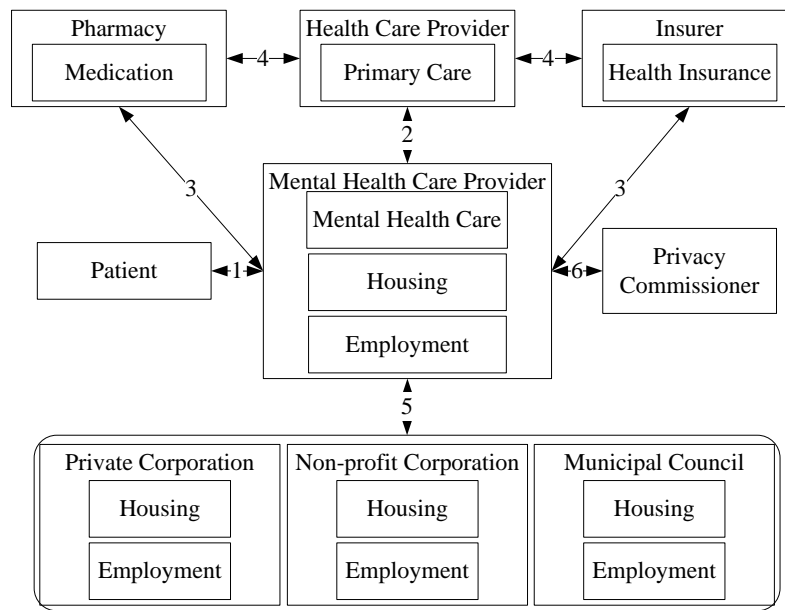 Pharmacy
Medication
4
Health Care Provider
Primary Care
4
Insurer
Health Insurance
2
3
3
Mental Health Care Provider
Mental Health Care
Housing
Employment
Patient
1
6
Privacy
Commissioner
5
Private Corporation
Housing
Employment
Non-profit Corporation
Housing
Employment
Municipal Council
Housing
Employment